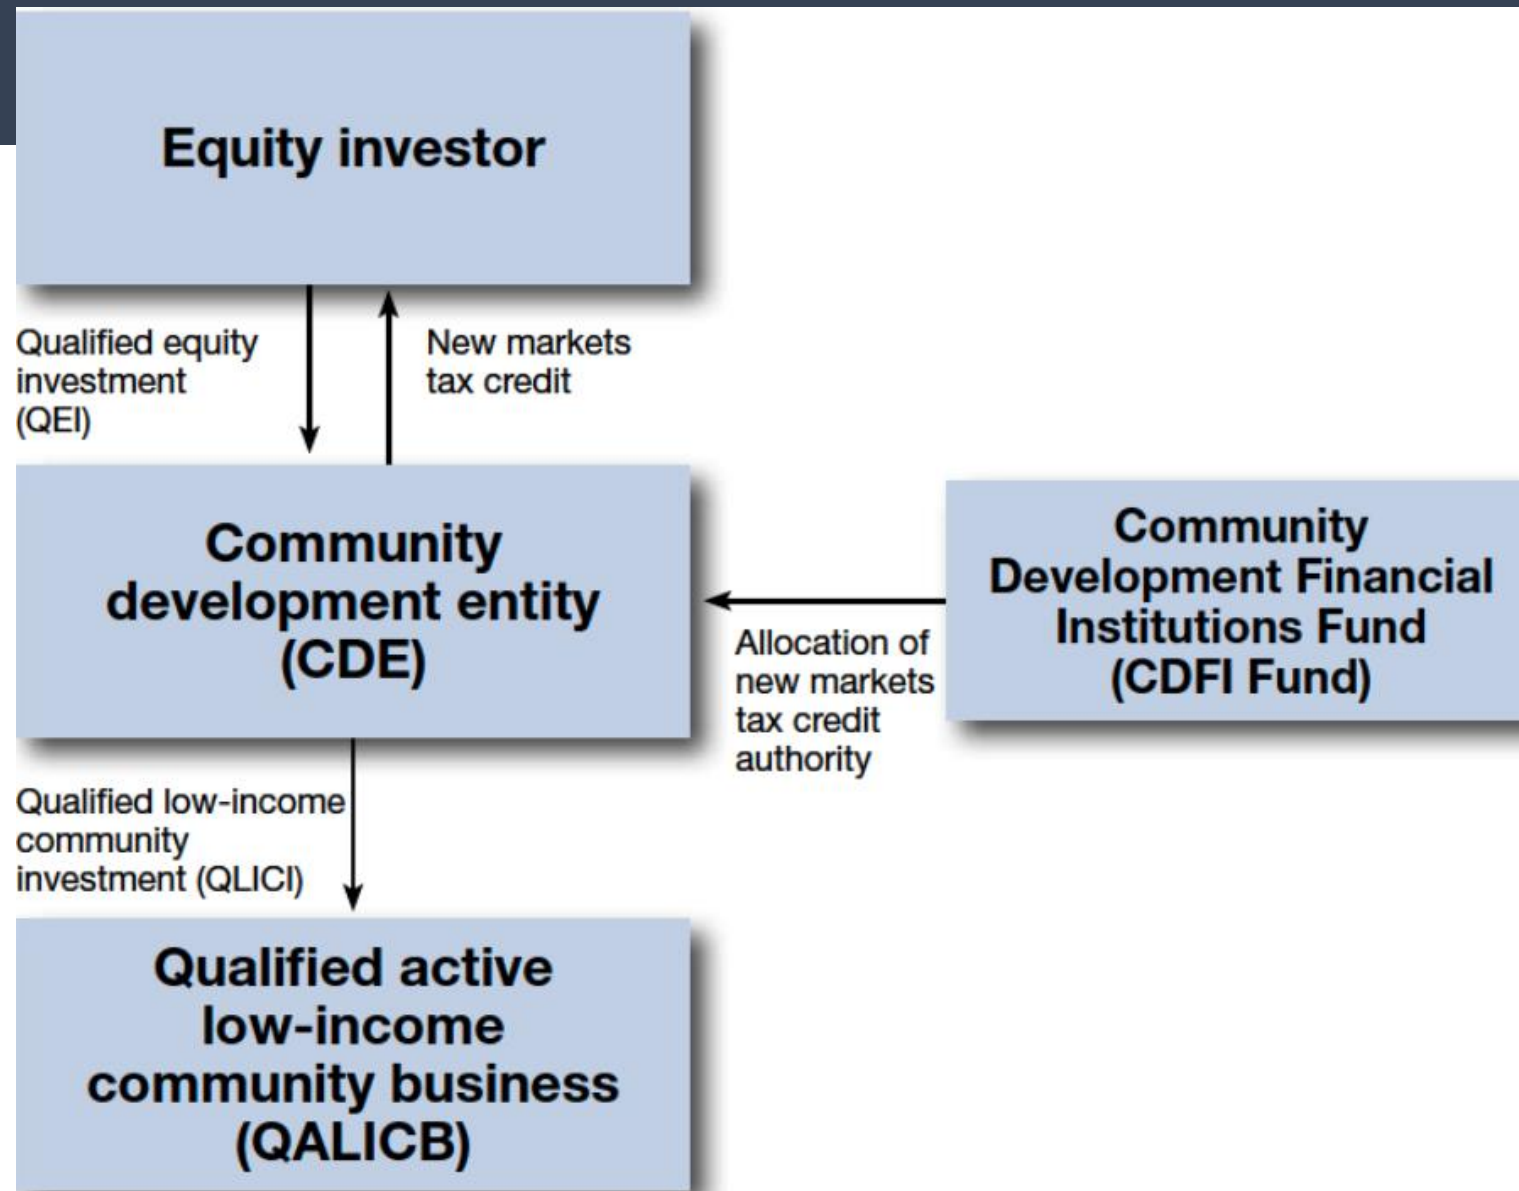 Equity investor
Qualified equity
investment
(QEI)
New markets
tax credit
Community
development entity
(CDE)
Community
Development Financial
Institutions Fund
(CDFI Fund)
Allocation of
new markets
tax credit
authority
Qualified low-income
community
investment (QLICI)
Qualified active
low-income
community business
(QALICB)